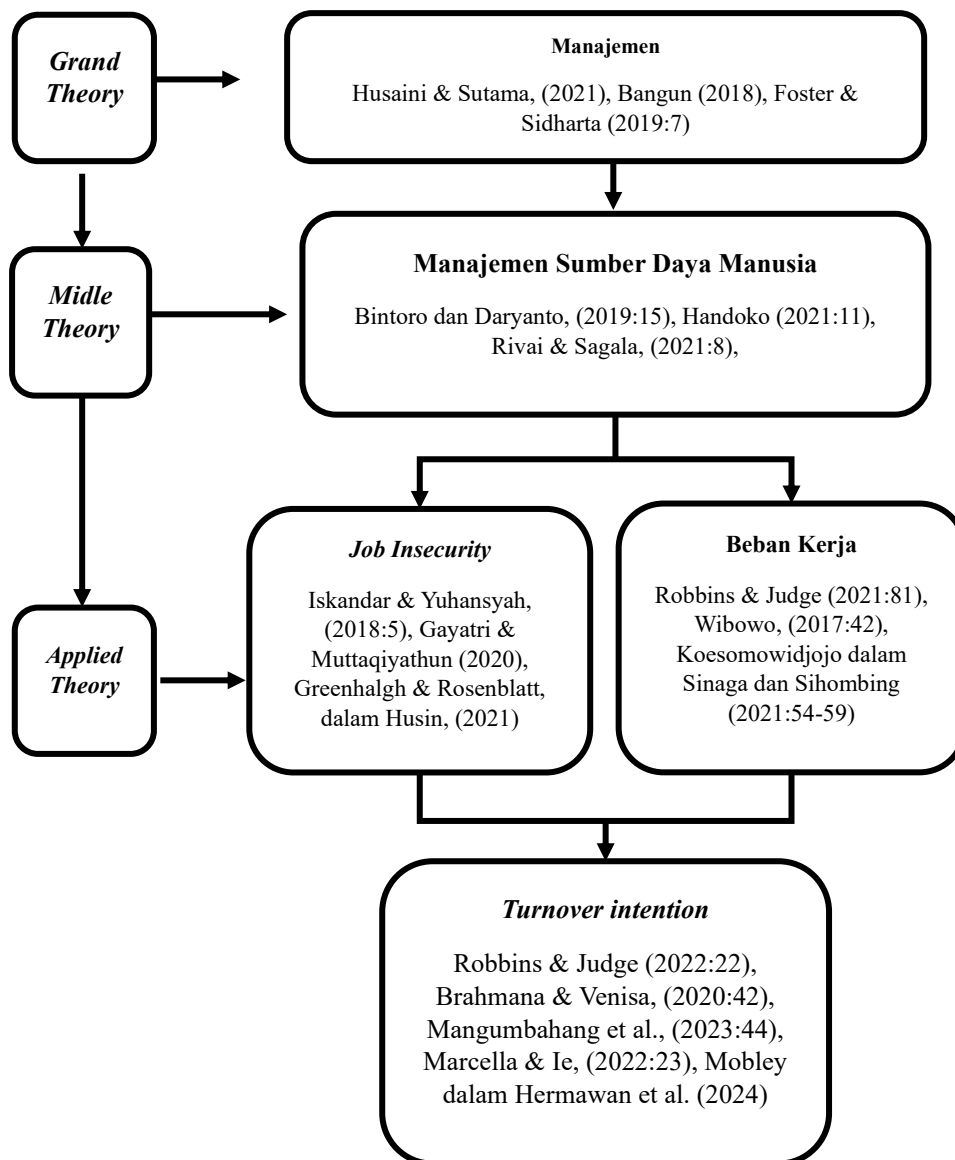 Grand
Theory
Manajemen
Husaini & Sutama, (2021), Bangun (2018), Foster &
Sidharta (2019:7)
Midle
Theory
Manajemen Sumber Daya Manusia
Bintoro dan Daryanto, (2019:15), Handoko (2021:11),
Rivai & Sagala, (2021:8),
Applied
Theory
Job Insecurity
Iskandar & Yuhansyah,
(2018:5), Gayatri &
Muttaqiyathun (2020),
Greenhalgh & Rosenblatt,
dalam Husin, (2021)
Beban Kerja
Robbins & Judge (2021:81),
Wibowo, (2017:42),
Koesomowidjojo dalam
Sinaga dan Sihombing
(2021:54-59)
Turnover intention
Robbins & Judge (2022:22),
Brahmana & Venisa, (2020:42),
Mangumbahang et al., (2023:44),
Marcella & Ie, (2022:23), Mobley
dalam Hermawan et al. (2024)